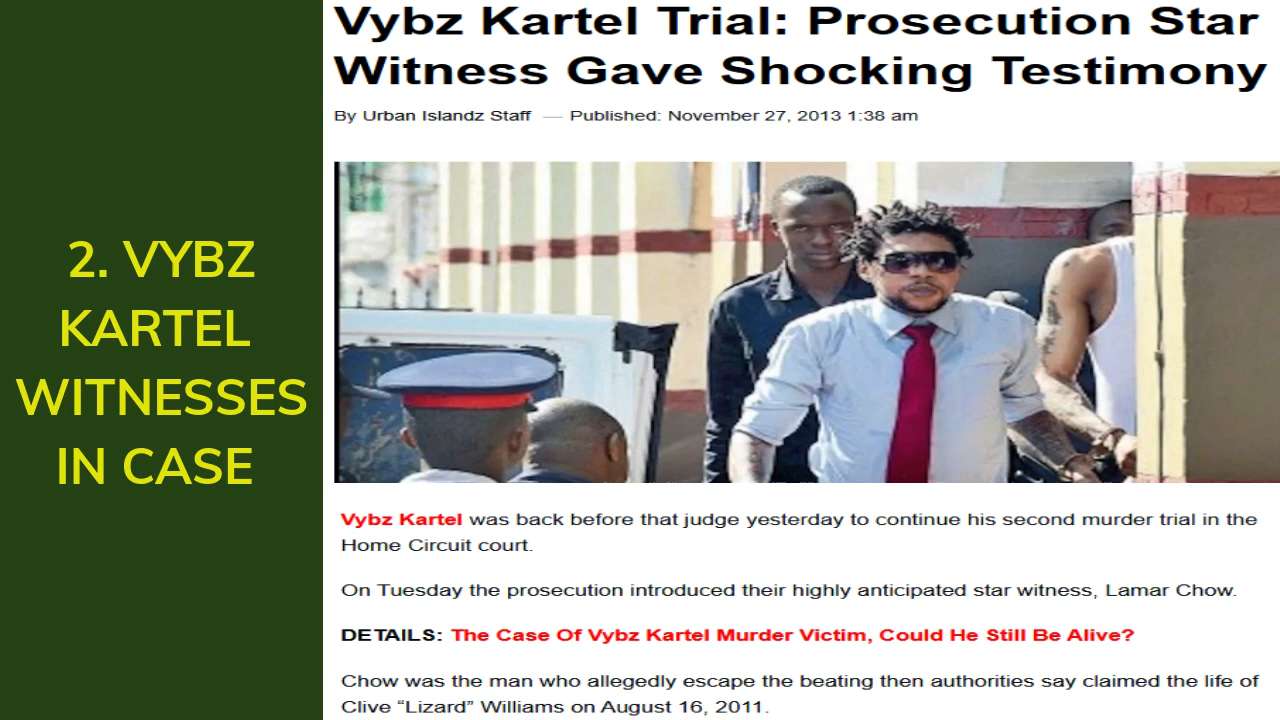 2. VYBZ
KARTEL
WITNESSES
IN CASE
Vybz Kartel Trial: Prosecution Star
Witness Gave Shocking Testimony
By Urban Islandz Staff — Published: November 27, 2013 1:38 am
Vybz Kartel was back before that judge yesterday to continue his second murder trial in the
Home Circuit court.
On Tuesday the prosecution introduced their highly anticipated star witness, Lamar Chow.
DETAILS: The Case Of Vybz Kartel Murder Victim, Could He Still Be Alive?
Chow was the man who allegedly escape the beating then authorities say claimed the life of
Clive “Lizard” Williams on August 16, 2011.